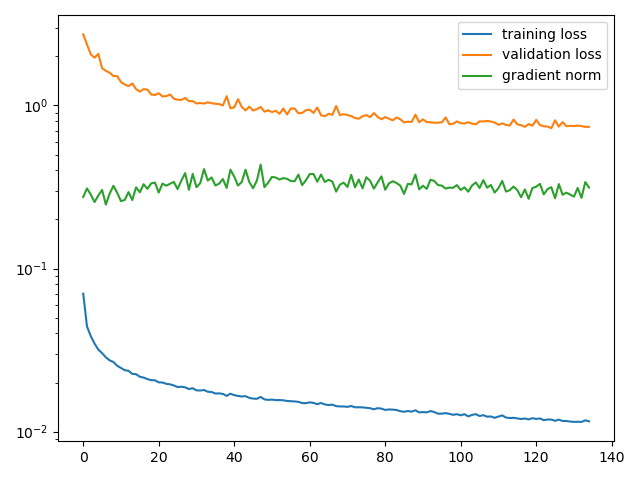 training loss
validation loss
gradient norm
10⁰
10⁻¹
10⁻²
0 20 40 60 80 100 120 140